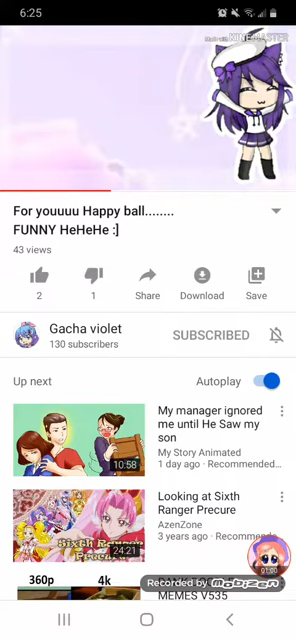 6:25
Made with KINEMASTER
For youuuu Happy ball........
FUNNY HeHeHe :]
43 views
2
1
Share
Download
Save
Gacha violet
130 subscribers
SUBSCRIBED
Up next
Autoplay
My manager ignored
me until He Saw my
son
My Story Animated
1 day ago · Recommended...
10:58
Looking at Sixth
Ranger Precure
AzenZone
3 years ago · Recommend
Sixth Ranger
Precure
24:21
01:00
Recorded by Mobizen
360p 4k
MEMES V535